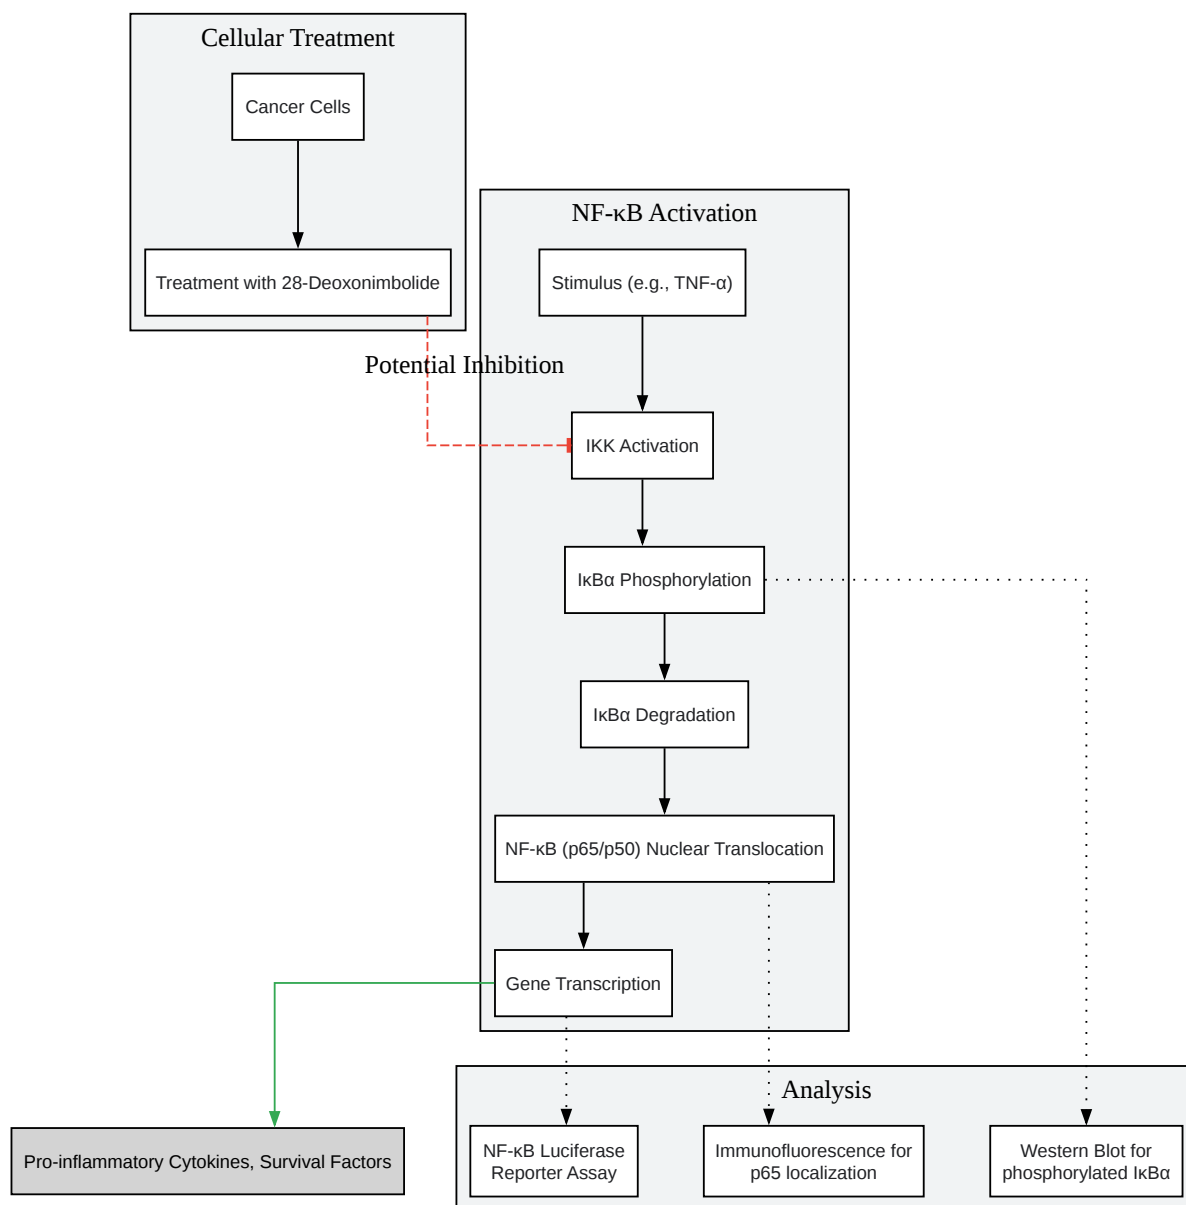 Cellular Treatment
Cancer Cells
Treatment with 28-Deoxonimbolide
Potential Inhibition
NF-κB Activation
Stimulus (e.g., TNF-α)
IKK Activation
IκBα Phosphorylation
IκBα Degradation
NF-κB (p65/p50) Nuclear Translocation
Gene Transcription
Pro-inflammatory Cytokines, Survival Factors
Analysis
NF-κB Luciferase
Reporter Assay
Immunofluorescence for
p65 localization
Western Blot for
phosphorylated IκBα